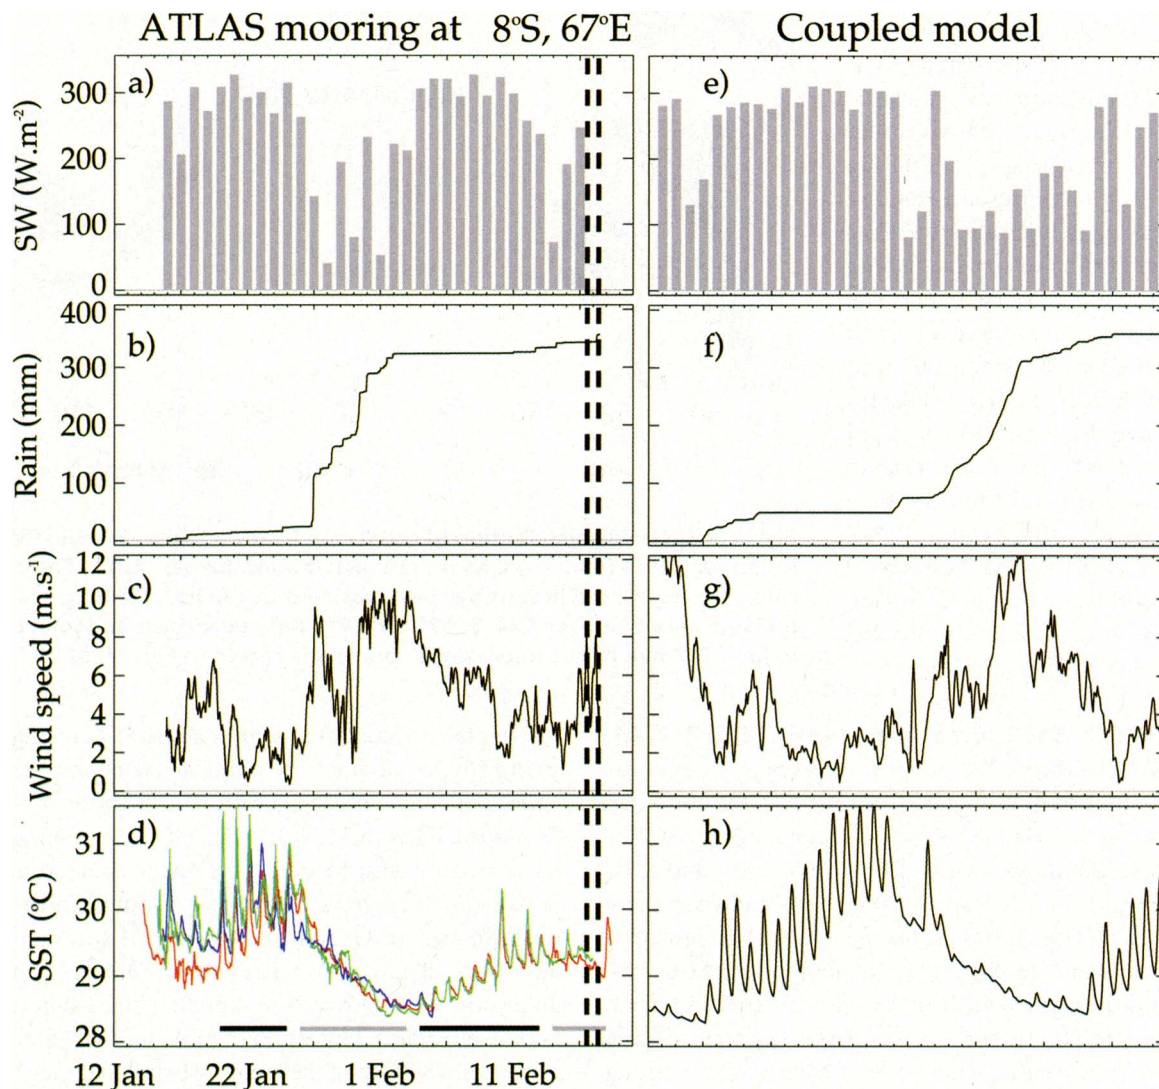 ATLAS mooring at 8°S, 67°E
Coupled model
a)
e)
SW (W.m⁻²)
300
200
100
0
b)
f)
Rain (mm)
400
300
200
100
0
c)
g)
Wind speed (m.s⁻¹)
12
10
8
6
4
2
0
d)
h)
SST (°C)
31
30
29
28
12 Jan
22 Jan
1 Feb
11 Feb